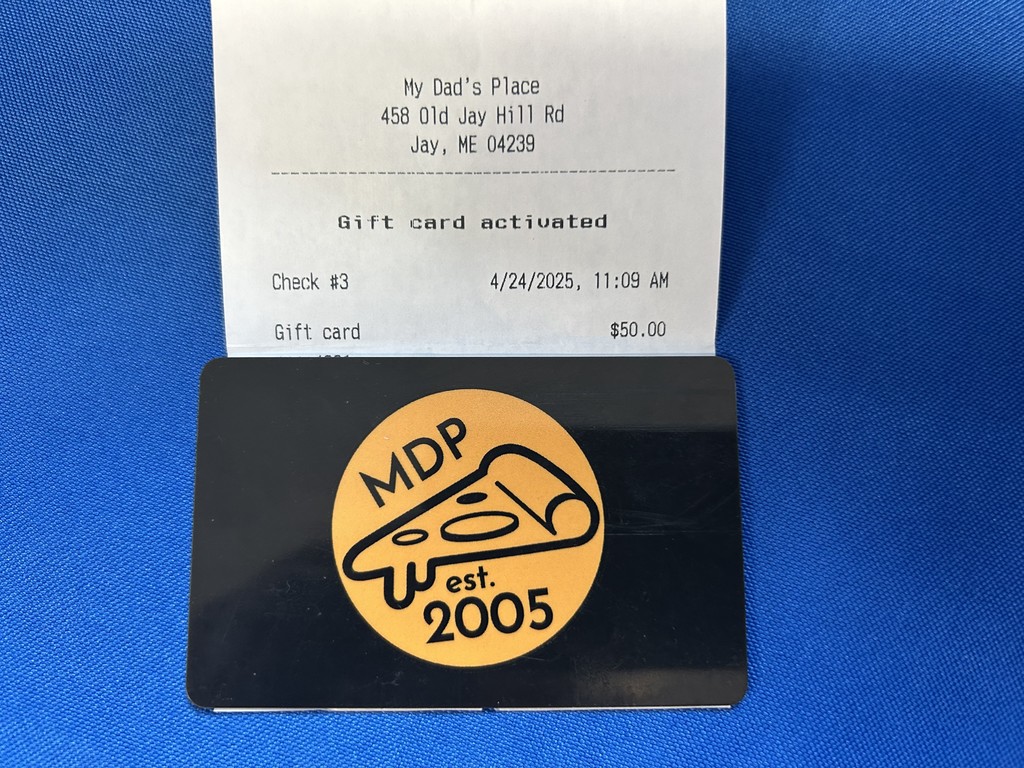 My Dad's Place
458 Old Jay Hill Rd
Jay, ME 04239
Gift card activated
Check #3 4/24/2025, 11:09 AM
Gift card $50.00
MDP
est.
2005